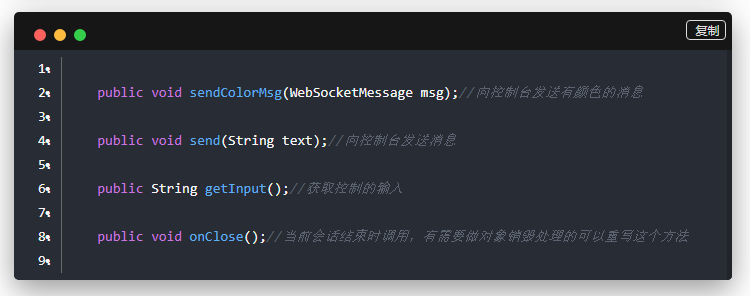 复制
1
2 public void sendColorMsg(WebSocketMessage msg);//向控制台发送有颜色的消息
3
4 public void send(String text);//向控制台发送消息
5
6 public String getInput();//获取控制的输入
7
8 public void onClose();//当前会话结束时调用，有需要做对象销毁处理的可以重写这个方法
9